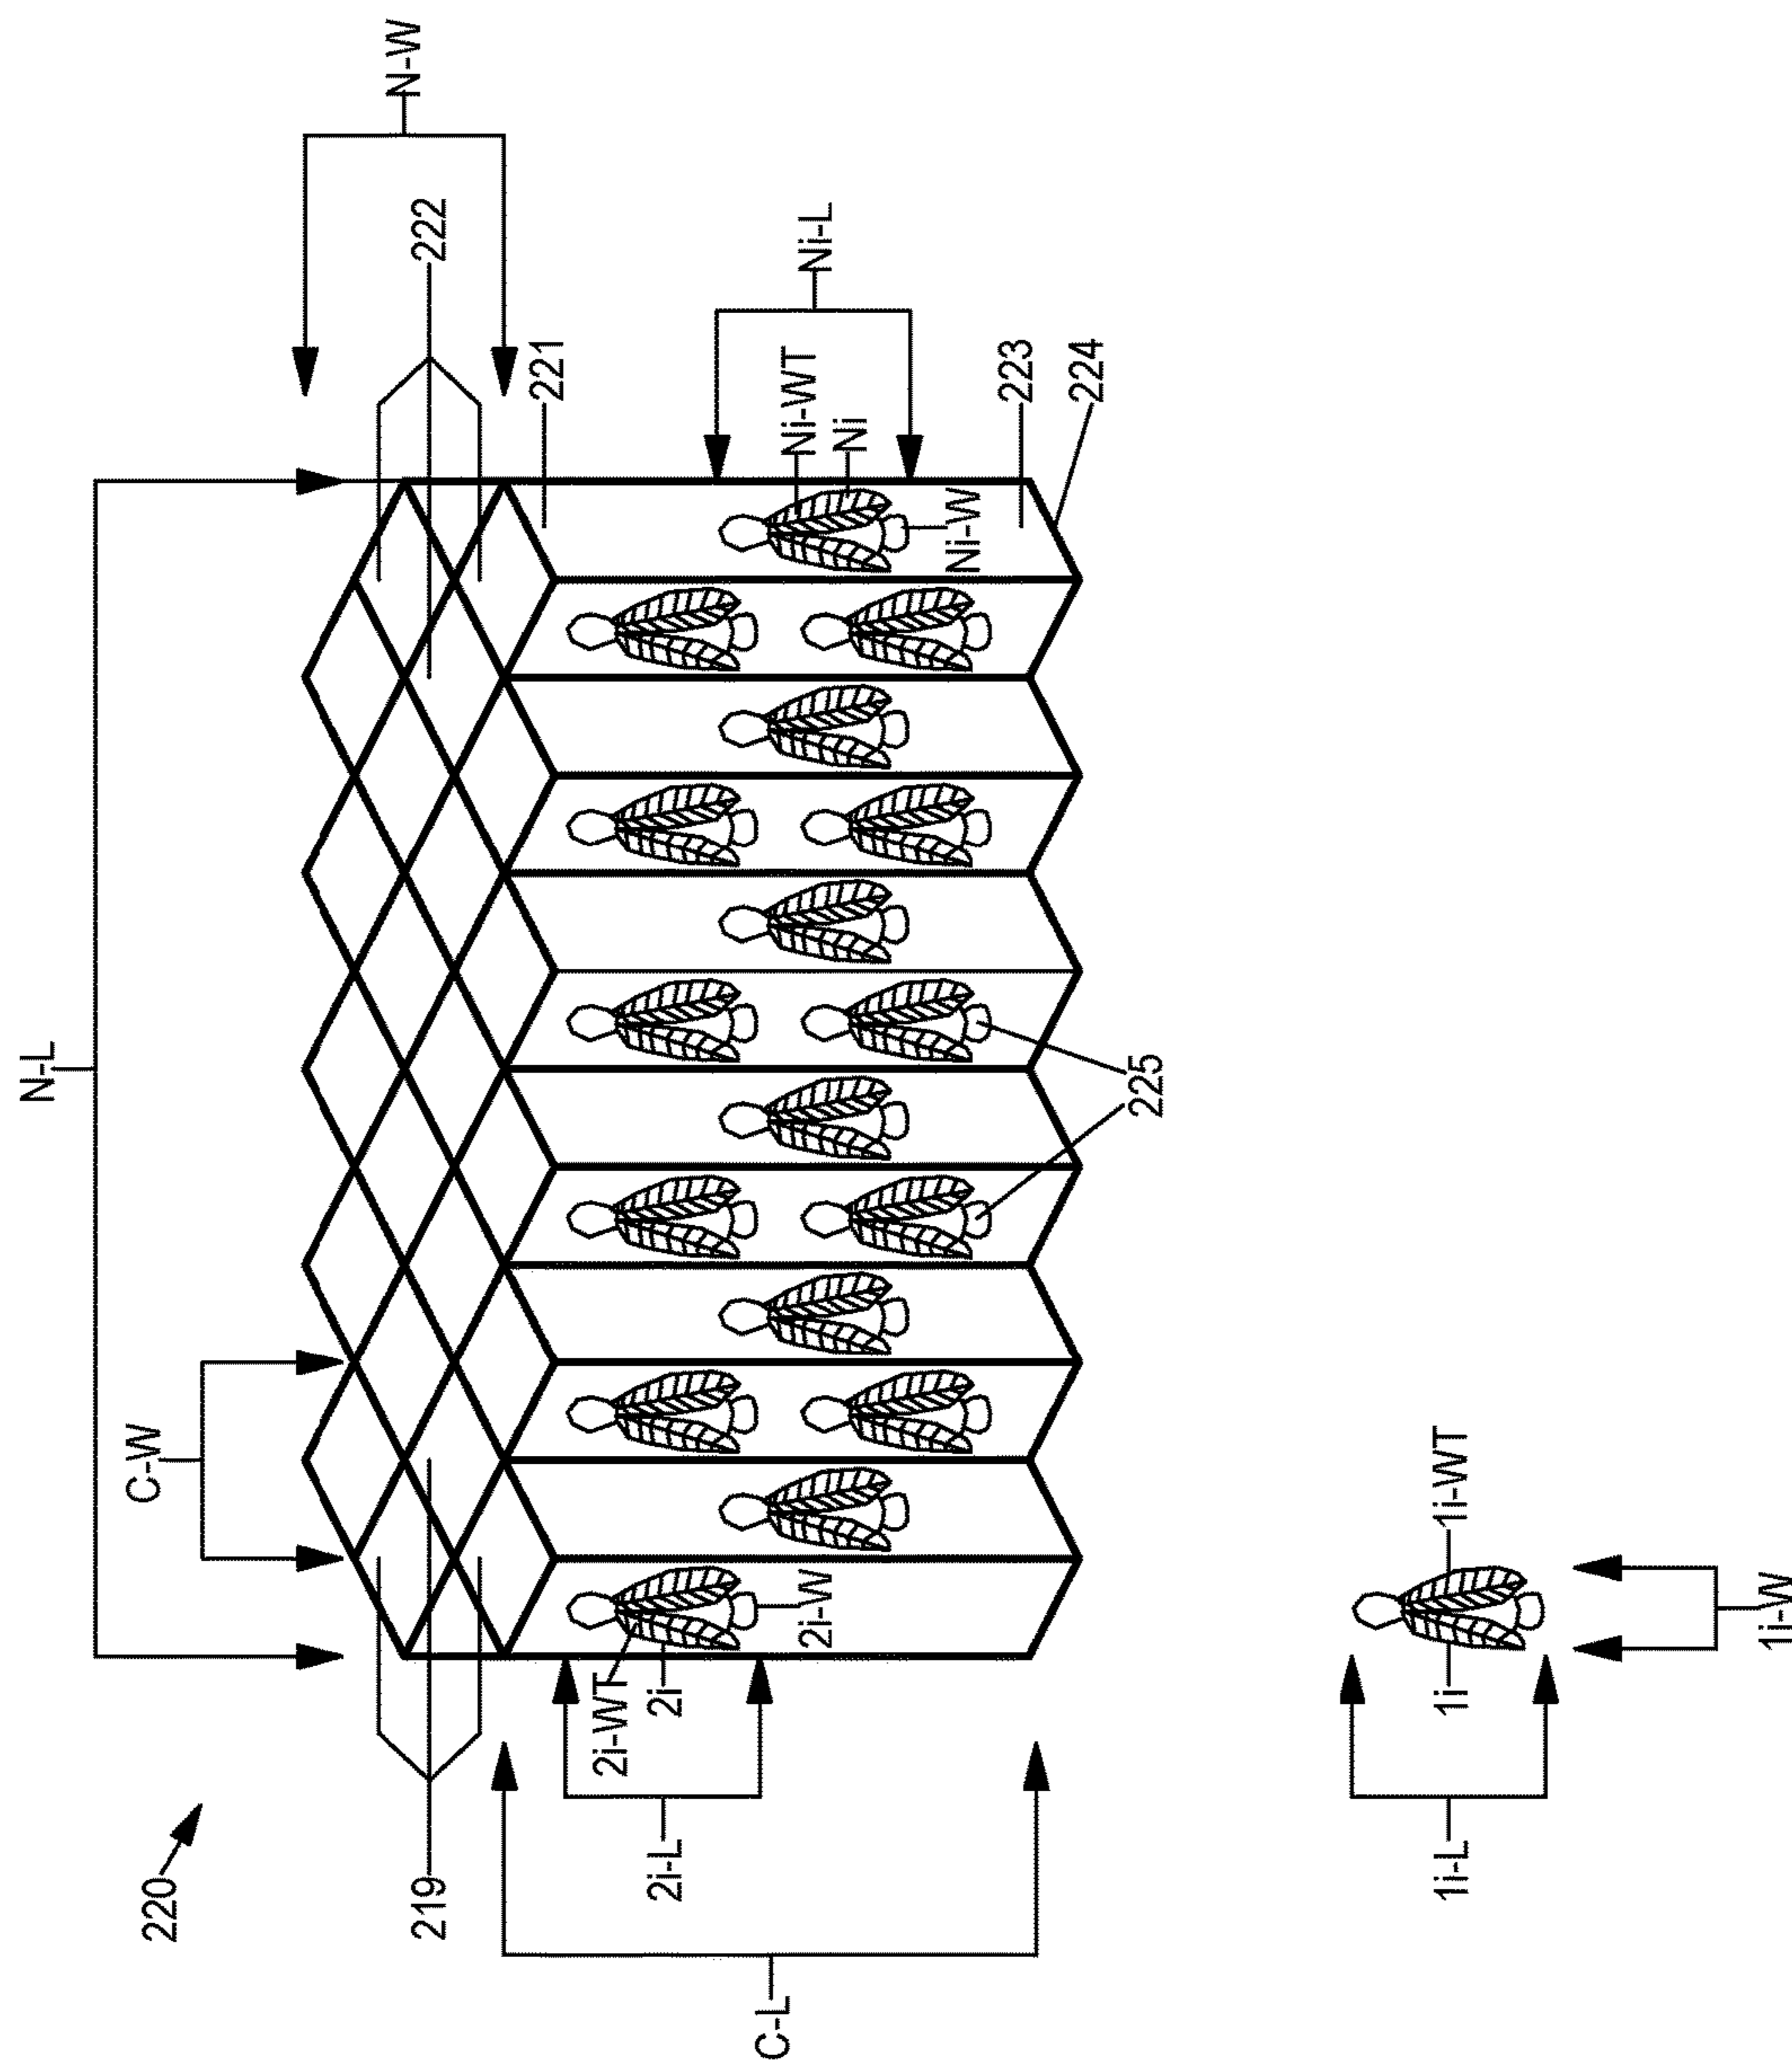 N-L
N-W
C-W
222
221
Ni-L
Ni-WT
Ni
Ni-W
223
224
225
220
219
2i-WT
2i
2i-W
2i-L
C-L
1i-WT
1i
1i-L
1i-W